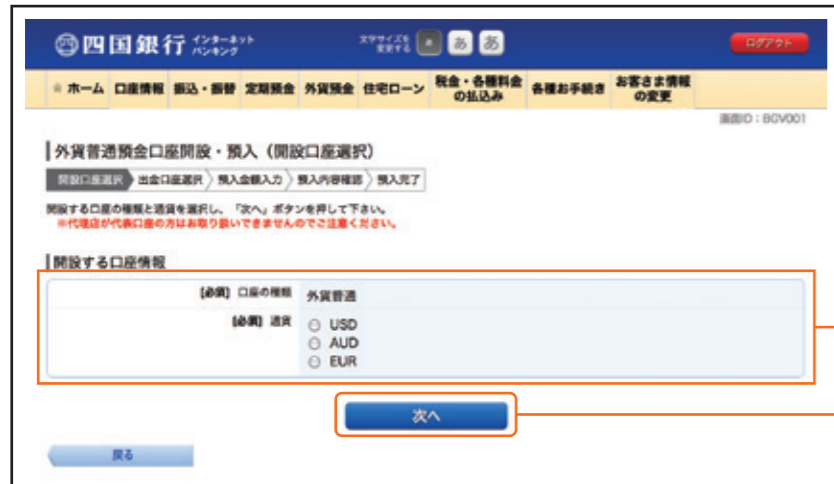 四国銀行 インターネット バンキング
文字サイズを変更する あ あ あ
ログアウト
ホーム 口座情報 振込・振替 定期預金 外貨預金 住宅ローン 税金・各種料金の払込み 各種お手続き お客さま情報の変更
画面ID：BGV001
外貨普通預金口座開設・預入（開設口座選択）
開設口座選択 出金口座選択 預入金額入力 預入内容確認 預入完了
開設する口座の種類と通貨を選択し、「次へ」ボタンを押して下さい。
※代理店が代表口座の方はお取り扱いできませんのでご注意ください。
開設する口座情報
[必須] 口座の種類 外貨普通
[必須] 通貨
USD
AUD
EUR
次へ
戻る